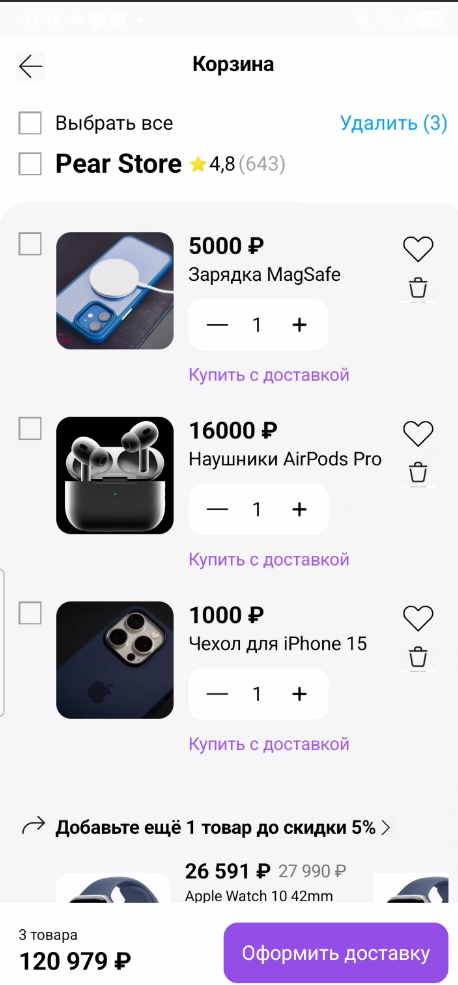 11:14
Корзина
Выбрать все
Удалить (3)
Pear Store 4,8 (643)
5000 ₽
Зарядка MagSafe
— 1 +
Купить с доставкой
16000 ₽
Наушники AirPods Pro
— 1 +
Купить с доставкой
1000 ₽
Чехол для iPhone 15
— 1 +
Купить с доставкой
Добавьте ещё 1 товар до скидки 5% >
26 591 ₽ 27 990 ₽
Apple Watch 10 42mm
3 товара
120 979 ₽
Оформить доставку